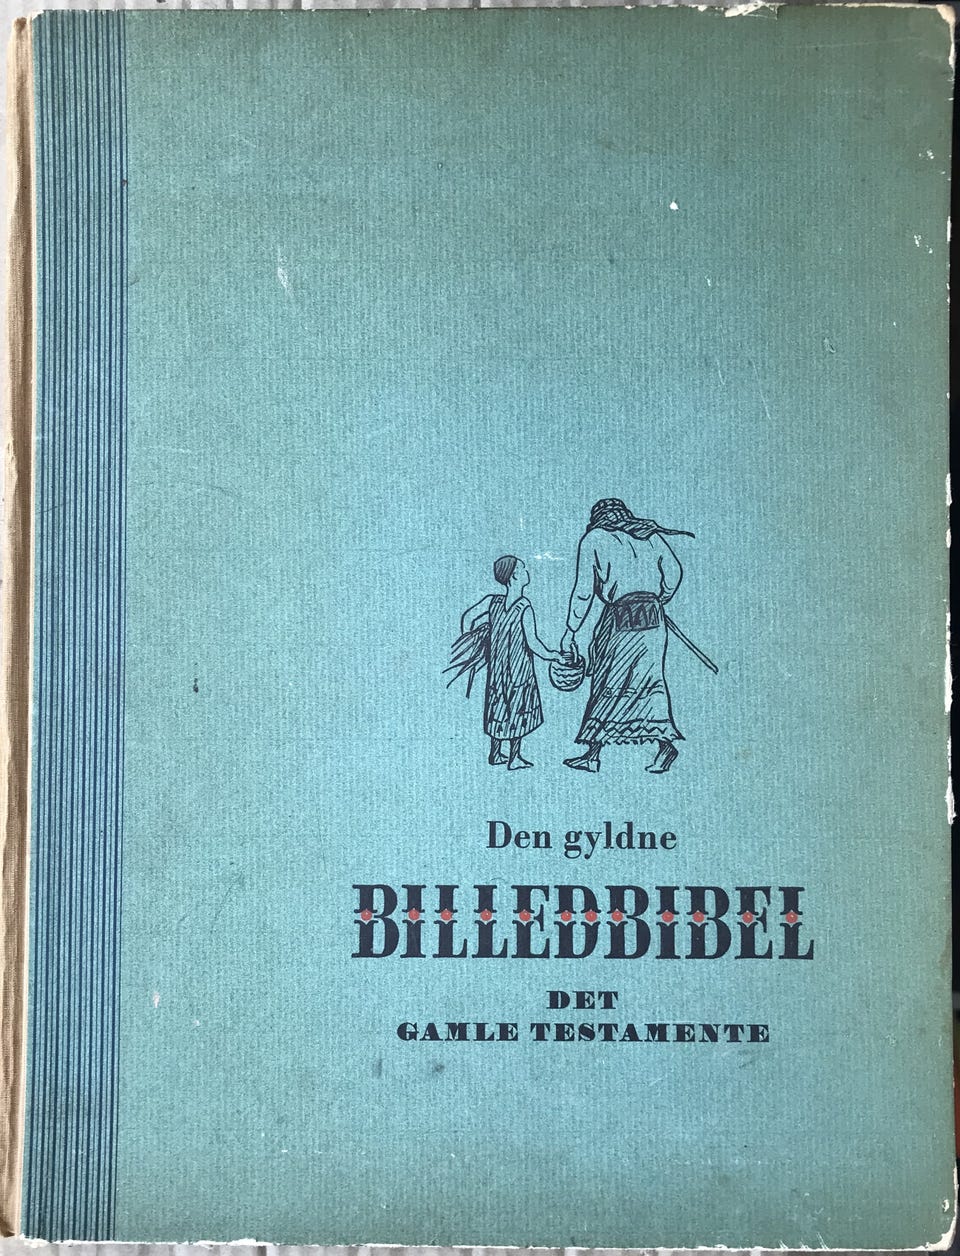 Den gyldne
BILLEDBIBEL
DET
GAMLE TESTAMENTE